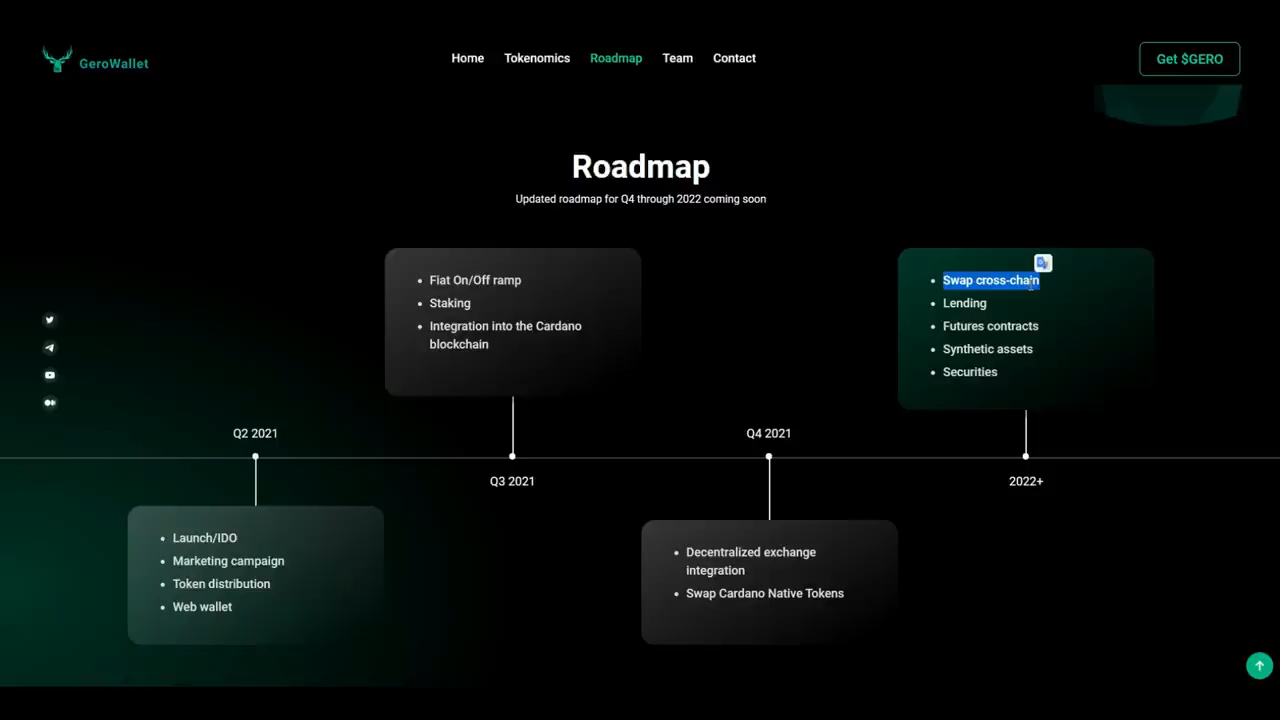 GeroWallet
Home
Tokenomics
Roadmap
Team
Contact
Get $GERO
Roadmap
Updated roadmap for Q4 through 2022 coming soon
Q2 2021
Launch/IDO
Marketing campaign
Token distribution
Web wallet
Fiat On/Off ramp
Staking
Integration into the Cardano
blockchain
Q3 2021
Q4 2021
Decentralized exchange
integration
Swap Cardano Native Tokens
Swap cross-chain
Lending
Futures contracts
Synthetic assets
Securities
2022+